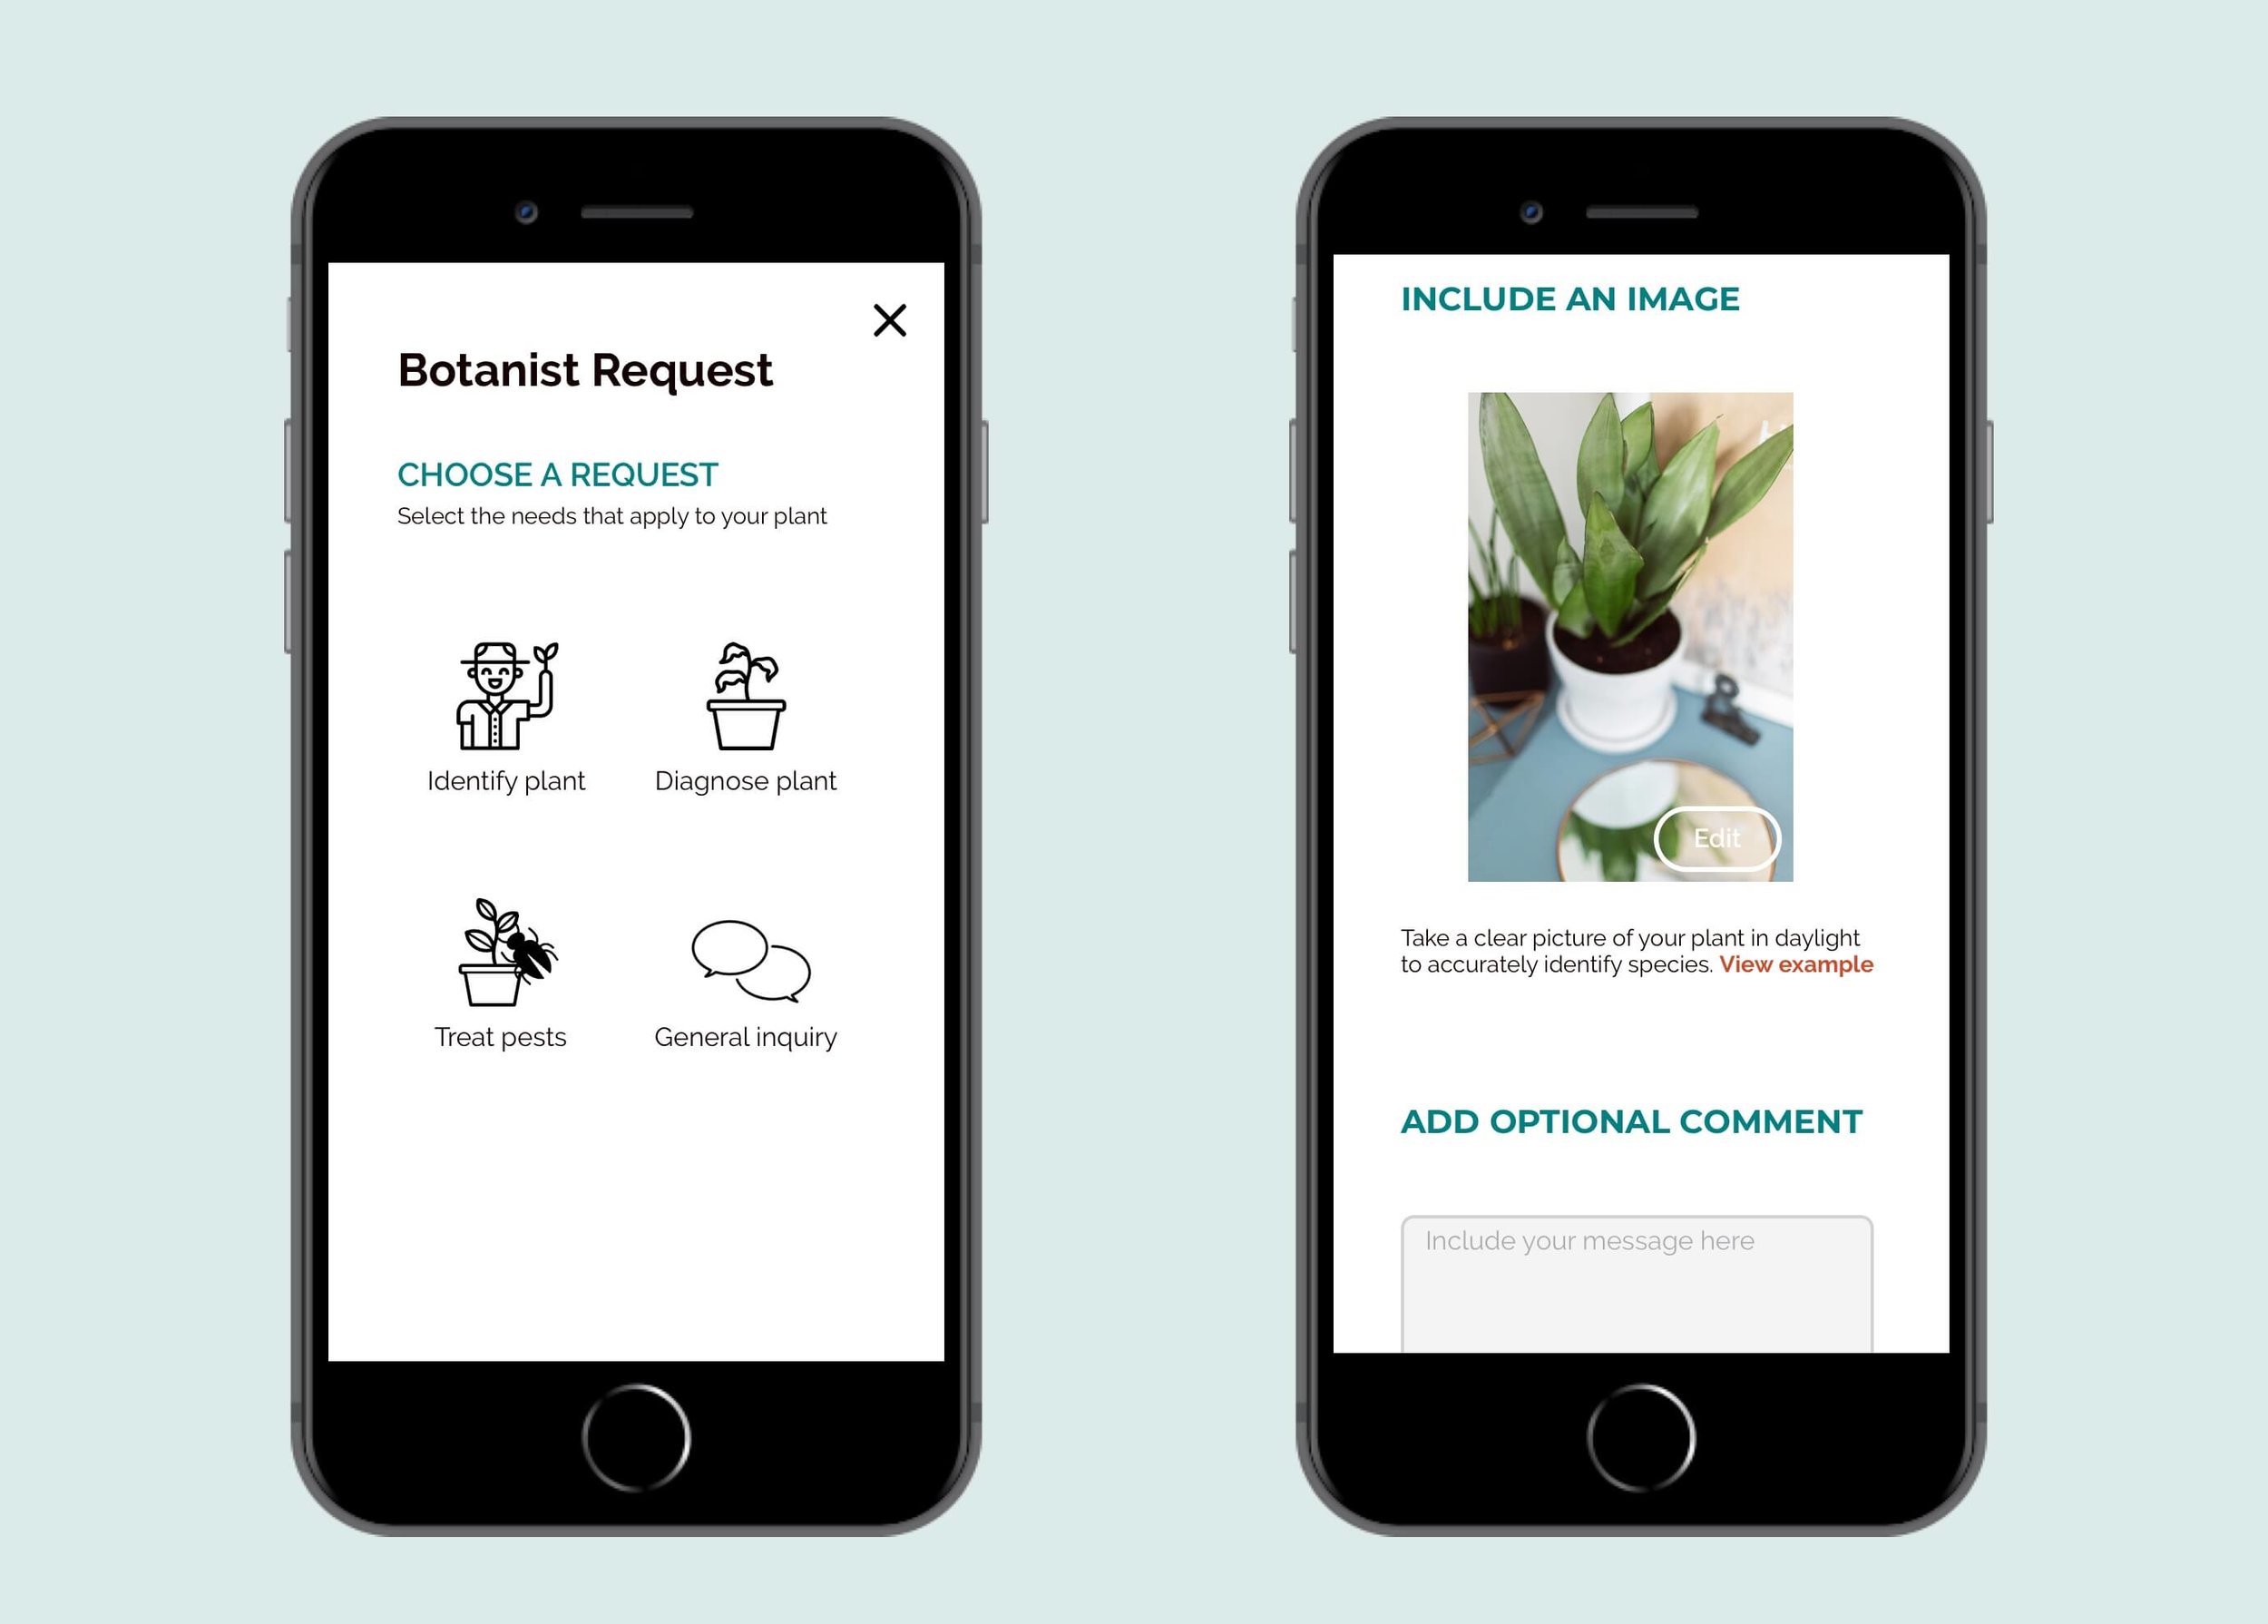 Botanist Request
CHOOSE A REQUEST
Select the needs that apply to your plant
Identify plant
Diagnose plant
Treat pests
General inquiry
INCLUDE AN IMAGE
Edit
Take a clear picture of your plant in daylight
to accurately identify species. View example
ADD OPTIONAL COMMENT
Include your message here